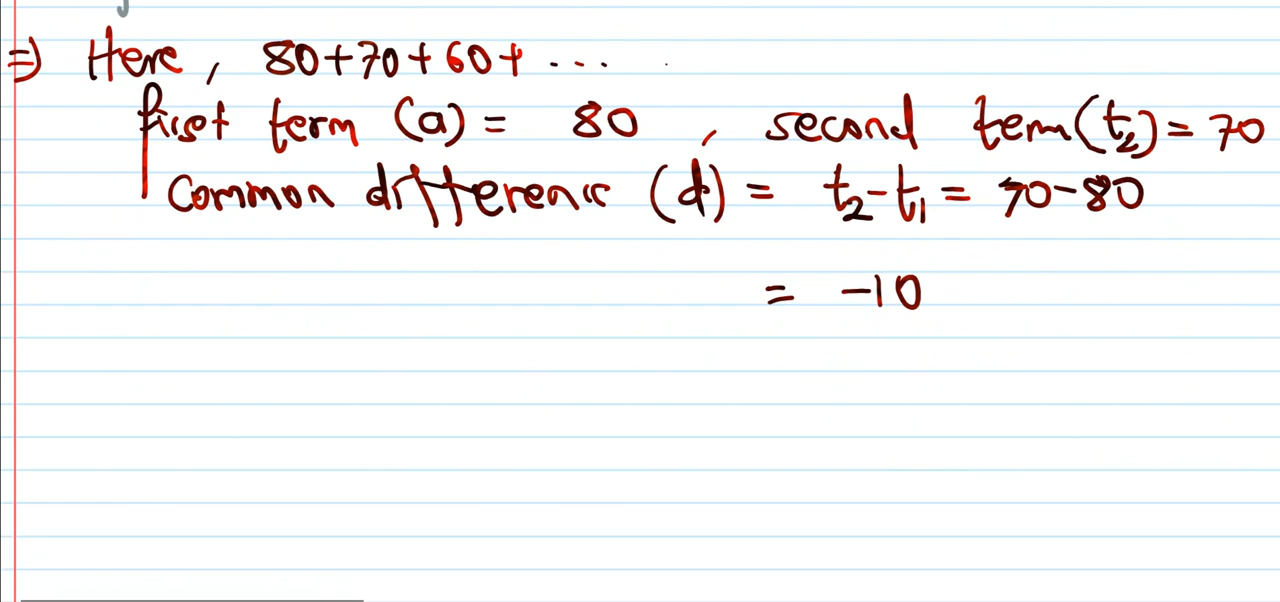 ⇒ Here, 80+70+60+ ....
first term (a) = 80, second term (t₂) = 70
Common difference (d) = t₂-t₁ = 70-80
= -10